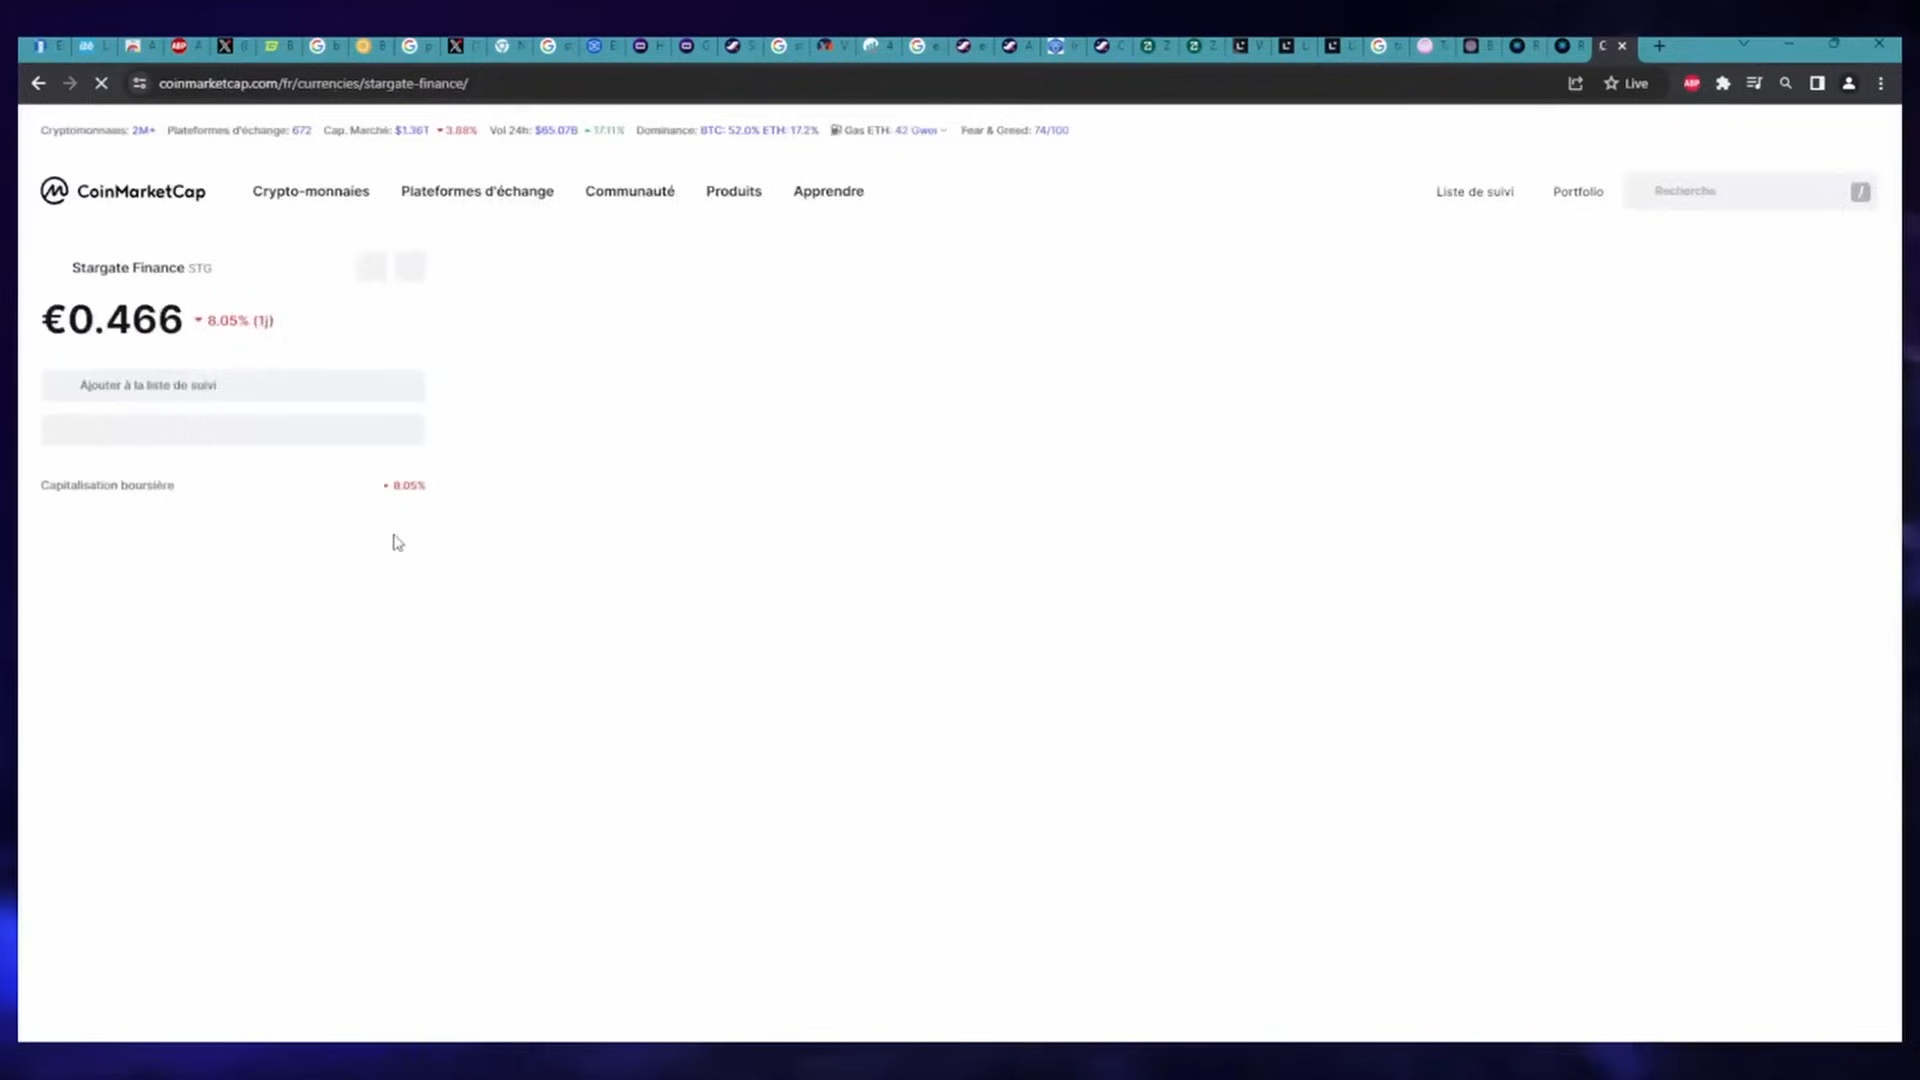 coinmarketcap.com/fr/currencies/stargate-finance/
Live
ABP
Cryptomonnaies: 2M+ Plateformes d'échange: 672 Cap. Marché: $1.36T 3.88% Vol 24h: $65.07B 17.11% Dominance: BTC: 52.0% ETH: 17.2% Gas ETH: 42 Gwei Fear & Greed: 74/100
CoinMarketCap Crypto-monnaies Plateformes d'échange Communauté Produits Apprendre Liste de suivi Portfolio Recherche /
Stargate Finance STG
€0.466 8.05% (1j)
Ajouter à la liste de suivi
Capitalisation boursière 8.05%